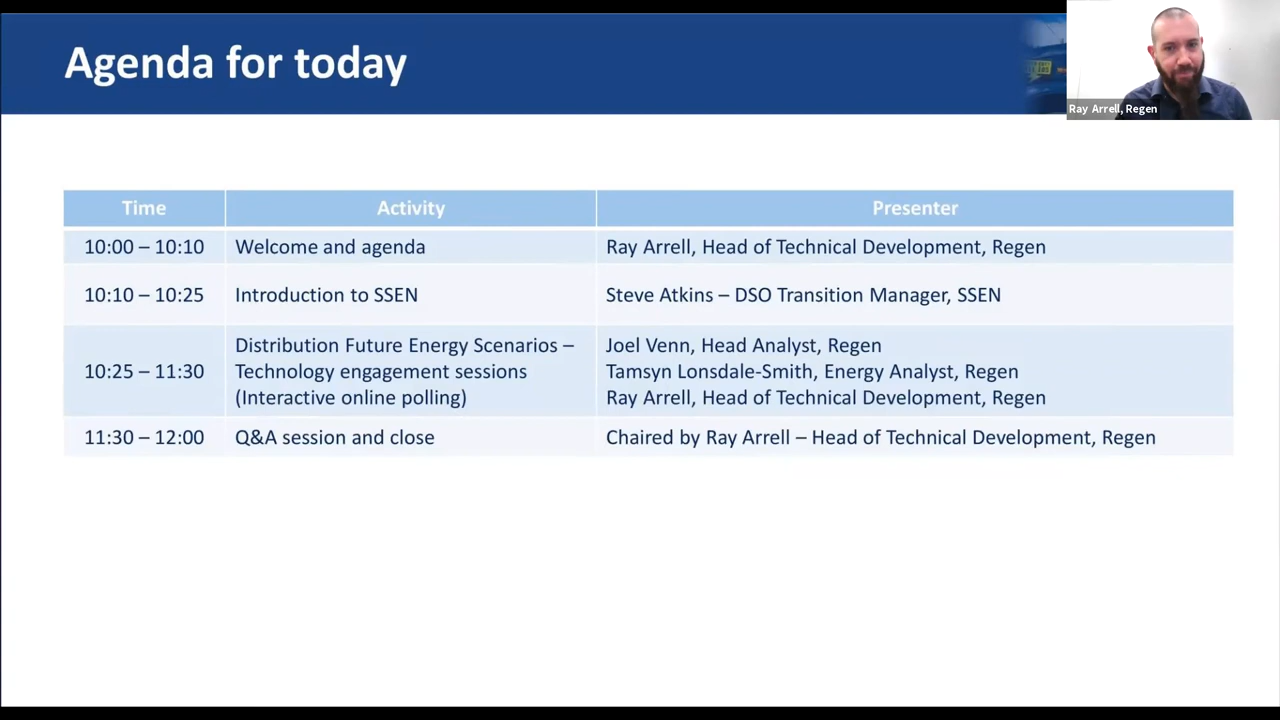 Agenda for today
Ray Arrell, Regen
Time Activity Presenter
10:00 – 10:10 Welcome and agenda Ray Arrell, Head of Technical Development, Regen
10:10 – 10:25 Introduction to SSEN Steve Atkins – DSO Transition Manager, SSEN
Distribution Future Energy Scenarios – Joel Venn, Head Analyst, Regen
10:25 – 11:30 Technology engagement sessions Tamsyn Lonsdale-Smith, Energy Analyst, Regen
(Interactive online polling) Ray Arrell, Head of Technical Development, Regen
11:30 – 12:00 Q&A session and close Chaired by Ray Arrell – Head of Technical Development, Regen